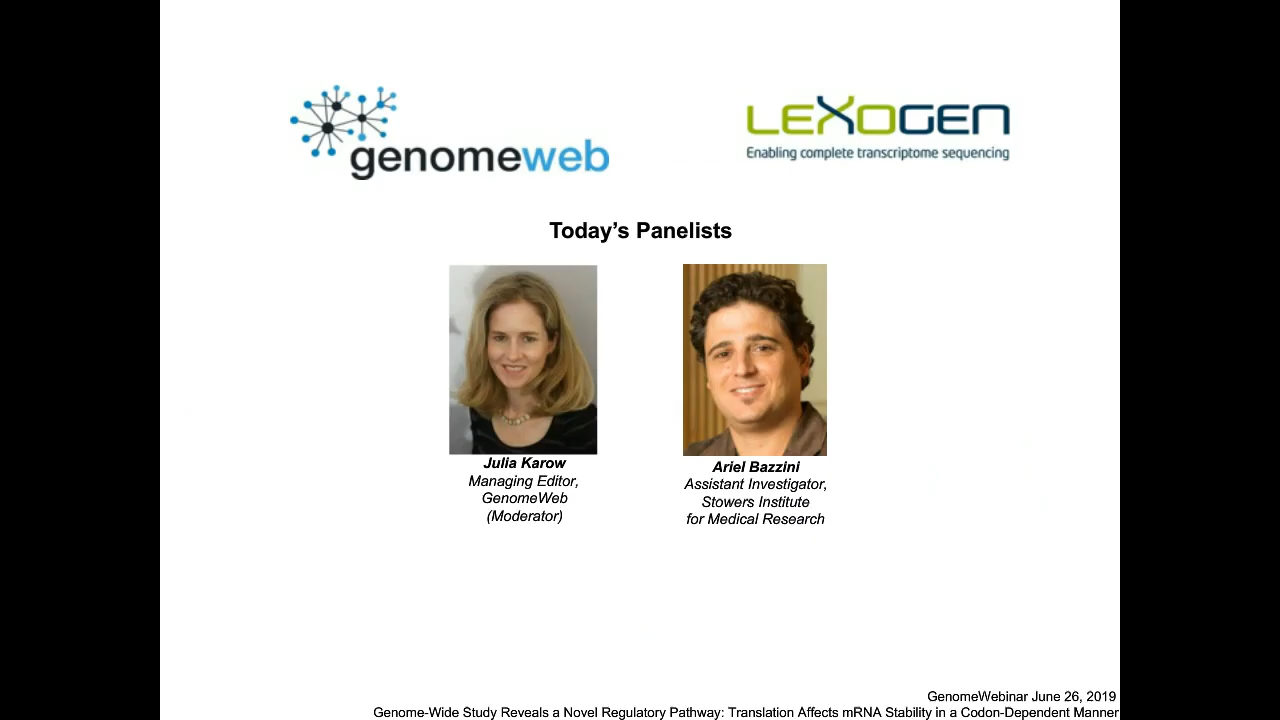 genomeweb
LEXOGEN
Enabling complete transcriptome sequencing
Today's Panelists
Julia Karow
Managing Editor,
GenomeWeb
(Moderator)
Ariel Bazzini
Assistant Investigator,
Stowers Institute
for Medical Research
GenomeWebinar June 26, 2019
Genome-Wide Study Reveals a Novel Regulatory Pathway: Translation Affects mRNA Stability in a Codon-Dependent Manner